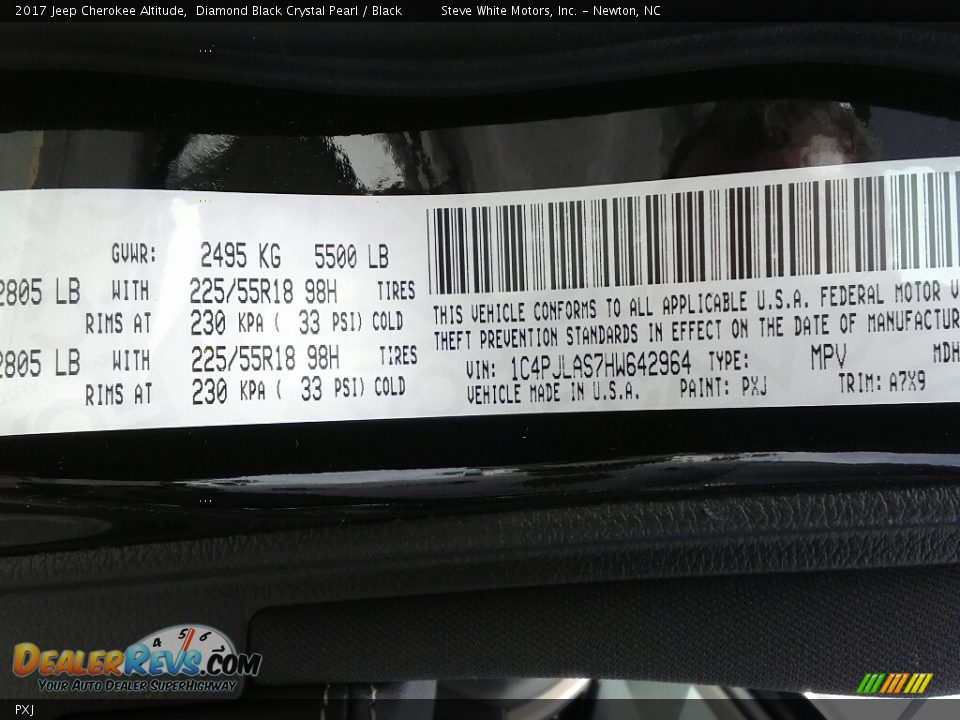 2017 Jeep Cherokee Altitude, Diamond Black Crystal Pearl / Black Steve White Motors, Inc. – Newton, NC
GVWR: 2495 KG 5500 LB
2805 LB WITH 225/55R18 98H TIRES
RIMS AT 230 KPA ( 33 PSI) COLD
2805 LB WITH 225/55R18 98H TIRES
RIMS AT 230 KPA ( 33 PSI) COLD
THIS VEHICLE CONFORMS TO ALL APPLICABLE U.S.A. FEDERAL MOTOR V
THEFT PREVENTION STANDARDS IN EFFECT ON THE DATE OF MANUFACTUR
VIN: 1C4PJLAS7HW642964 TYPE: MPV MDH
VEHICLE MADE IN U.S.A. PAINT: PXJ TRIM: A7X9
4 5 6
DEALERREVS.COM
YOUR AUTO DEALER SUPERHIGHWAY
PXJ